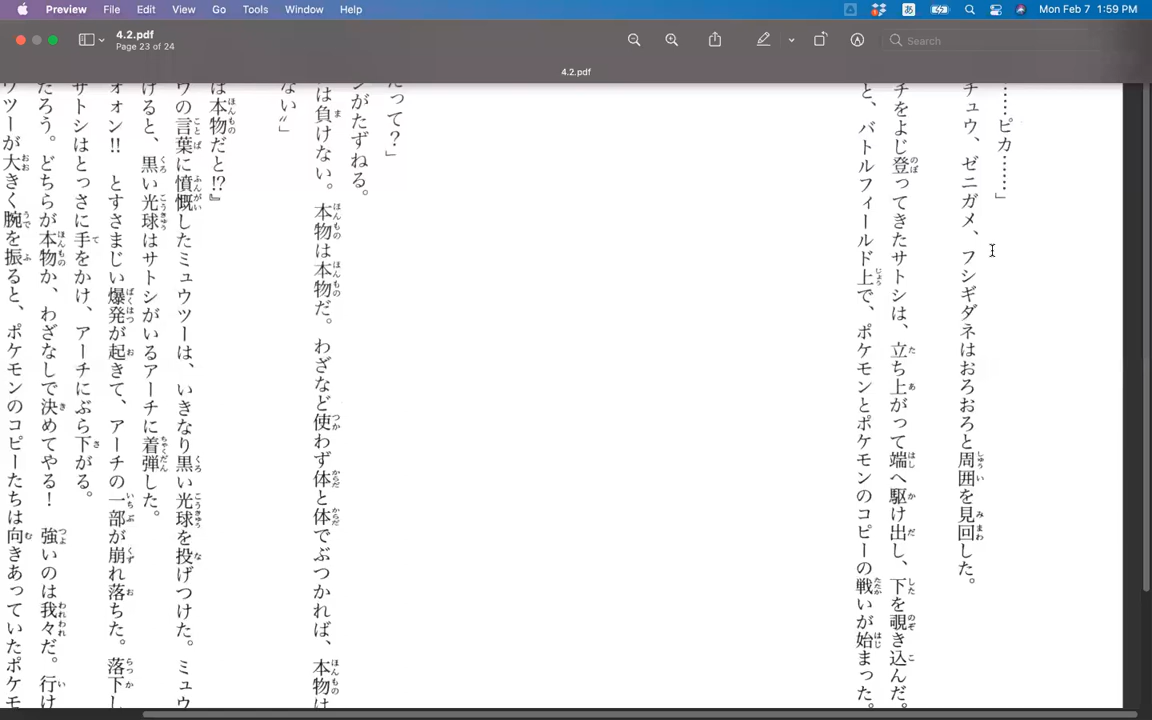 Preview File Edit View Go Tools Window Help
Mon Feb 7 1:59 PM
4.2.pdf
Page 23 of 24
Search
4.2.pdf
……ピカ……」
チュウ、ゼニガメ、フシギダネはおろおろと周囲を見回した。
チをよじ登ってきたサトシは、立ち上がって端へ駆け出し、下を覗き込んだ。
と、バトルフィールド上で、ポケモンとポケモンのコピーの戦いが始まった。
たって？」
ンがたずねる。
は負けない。本物は本物だ。わざなど使わず体と体でぶつかれば、本物は
ない〟」
は本物だと!?』
ワの言葉に憤慨したミュウツーは、いきなり黒い光球を投げつけた。ミュウ
けると、黒い光球はサトシがいるアーチに着弾した。
オォン!!　とすさまじい爆発が起きて、アーチの一部が崩れ落ちた。落下し
サトシはとっさに手をかけ、アーチにぶら下がる。
だろう。どちらが本物か、わざなしで決めてやる！　強いのは我々だ。行け
ウツーが大きく腕を振ると、ポケモンのコピーたちは向きあっていたポケモ